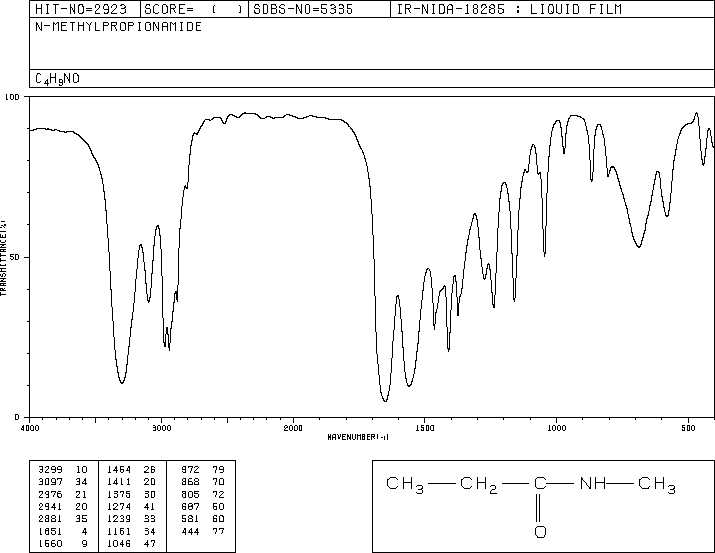 HIT-NO=2923 SCORE= ( ) SDBS-NO=5335 IR-NIDA-18285 : LIQUID FILM
N-METHYLPROPIONAMIDE
C4H9NO
100
50
0
TRANSMITTANCE(%)
4000 3000 2000 1500 1000 500
WAVENUMBER(-1)
3299 10 1464 26 972 79
3097 34 1411 20 868 70
2976 21 1375 30 805 72
2941 20 1274 41 687 60
2881 35 1239 33 581 60
1651 4 1161 34 444 77
1560 9 1046 47
CH3 CH2 C NH CH3
O